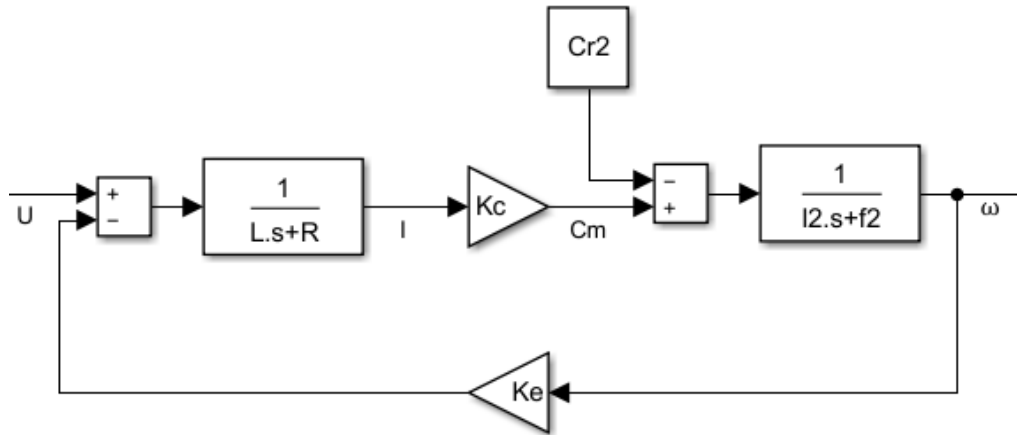 Cr2
+
−
U
1
L.s+R
I
Kc
Cm
−
+
1
I2.s+f2
ω
Ke